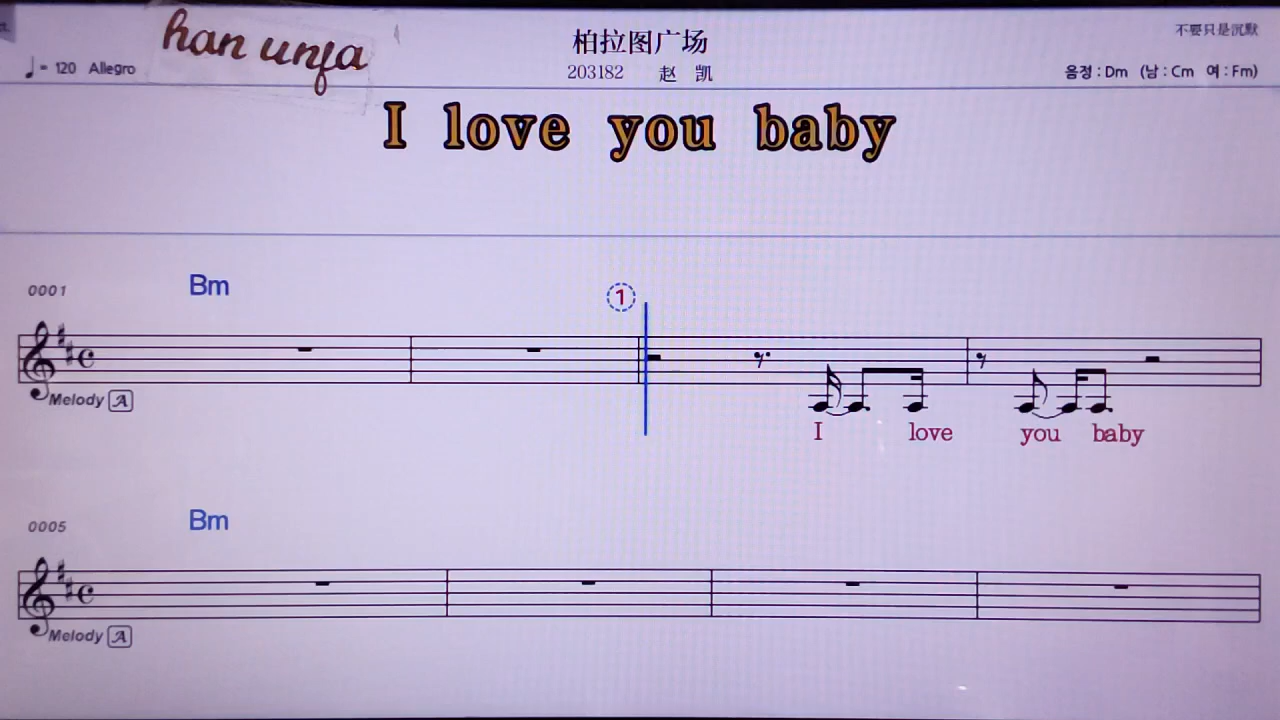 han unfa
柏拉图广场
不要只是沉默
♩= 120 Allegro
203182 赵 凯
음정 : Dm (남 : Cm 여 : Fm)
I love you baby
0001 Bm
1
Melody A
I love you baby
0005 Bm
Melody A